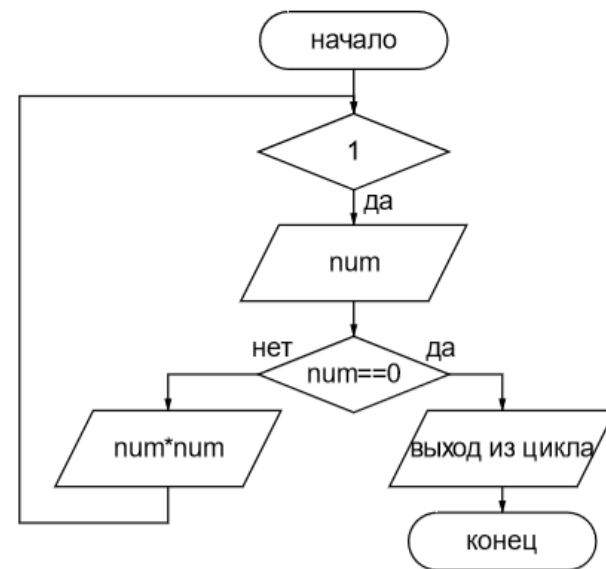 начало
1
да
num
нет
да
num==0
num*num
выход из цикла
конец